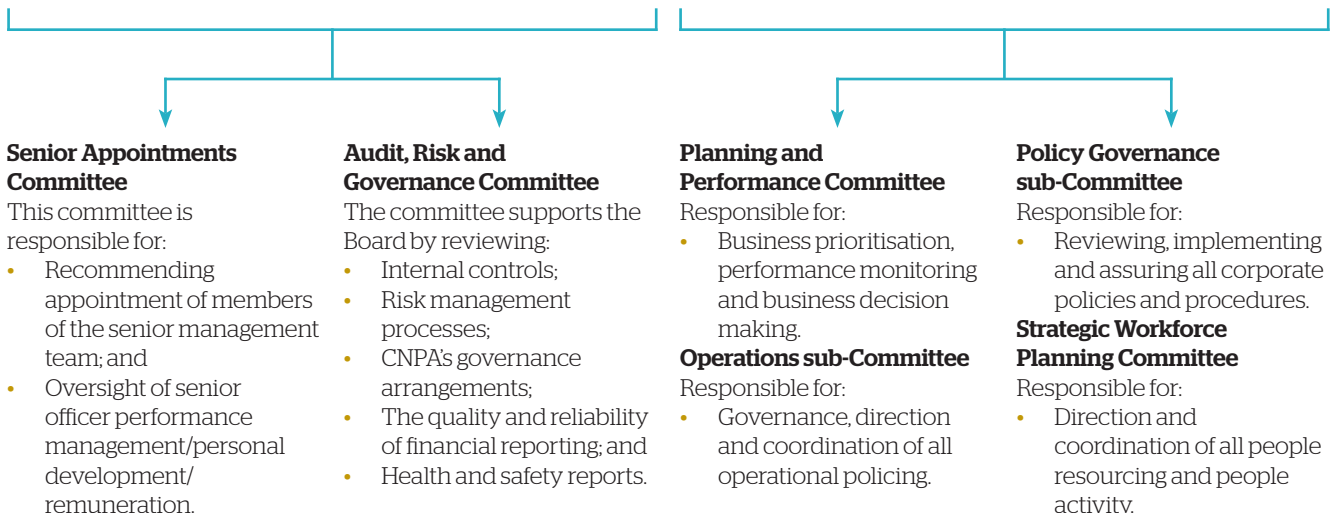 Senior Appointments
Committee
This committee is
responsible for:
• Recommending
appointment of members
of the senior management
team; and
• Oversight of senior
officer performance
management/personal
development/
remuneration.
Audit, Risk and
Governance Committee
The committee supports the
Board by reviewing:
• Internal controls;
• Risk management
processes;
• CNPA’s governance
arrangements;
• The quality and reliability
of financial reporting; and
• Health and safety reports.
Planning and
Performance Committee
Responsible for:
• Business prioritisation,
performance monitoring
and business decision
making.
Operations sub-Committee
Responsible for:
• Governance, direction
and coordination of all
operational policing.
Policy Governance
sub-Committee
Responsible for:
• Reviewing, implementing
and assuring all corporate
policies and procedures.
Strategic Workforce
Planning Committee
Responsible for:
• Direction and
coordination of all people
resourcing and people
activity.